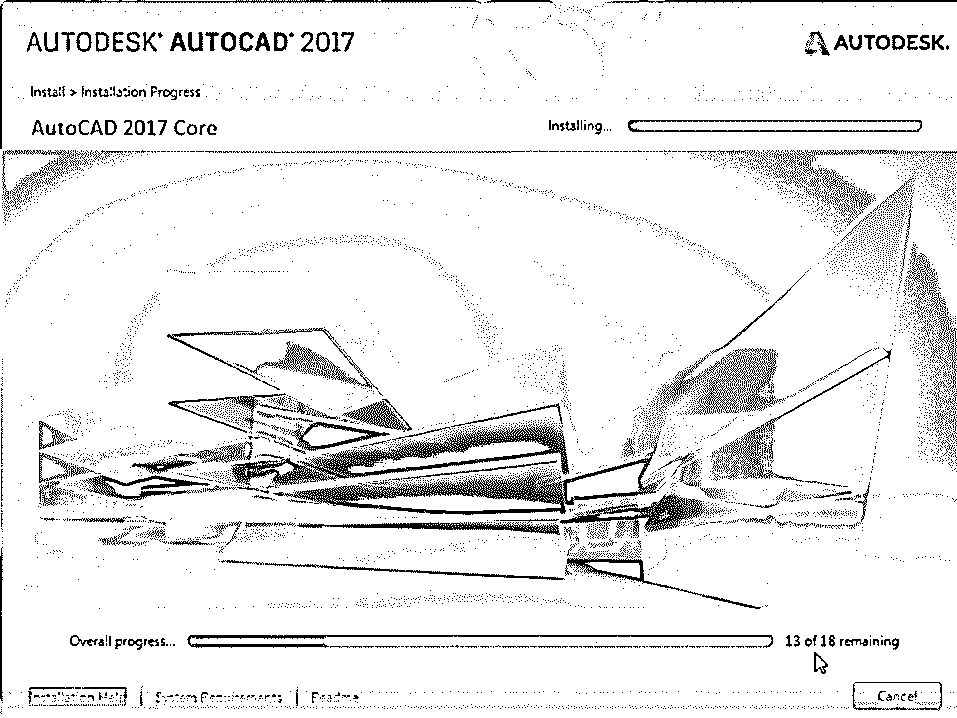 AUTODESK® AUTOCAD® 2017
AUTODESK.
Install > Installation Progress
AutoCAD 2017 Core
Installing...
Overall progress...
13 of 18 remaining
Installation Help | System Requirements | Readme
Cancel